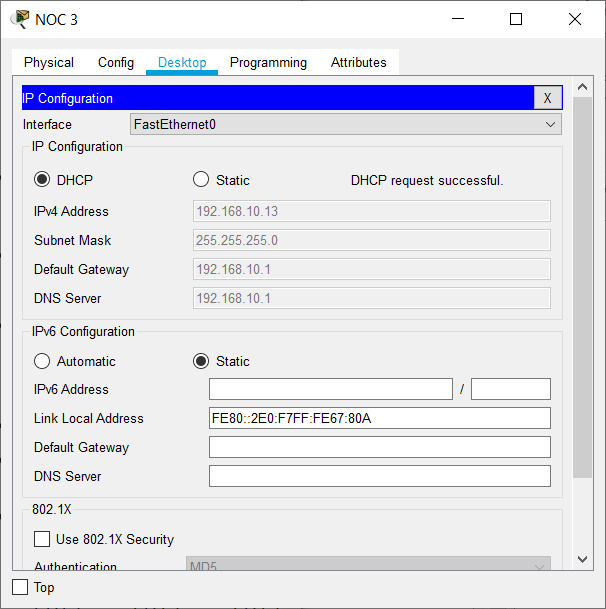 NOC 3
Physical Config Desktop Programming Attributes
IP Configuration X
Interface FastEthernet0
IP Configuration
DHCP Static DHCP request successful.
IPv4 Address 192.168.10.13
Subnet Mask 255.255.255.0
Default Gateway 192.168.10.1
DNS Server 192.168.10.1
IPv6 Configuration
Automatic Static
IPv6 Address /
Link Local Address FE80::2E0:F7FF:FE67:80A
Default Gateway
DNS Server
802.1X
Use 802.1X Security
Authentication MD5
Top